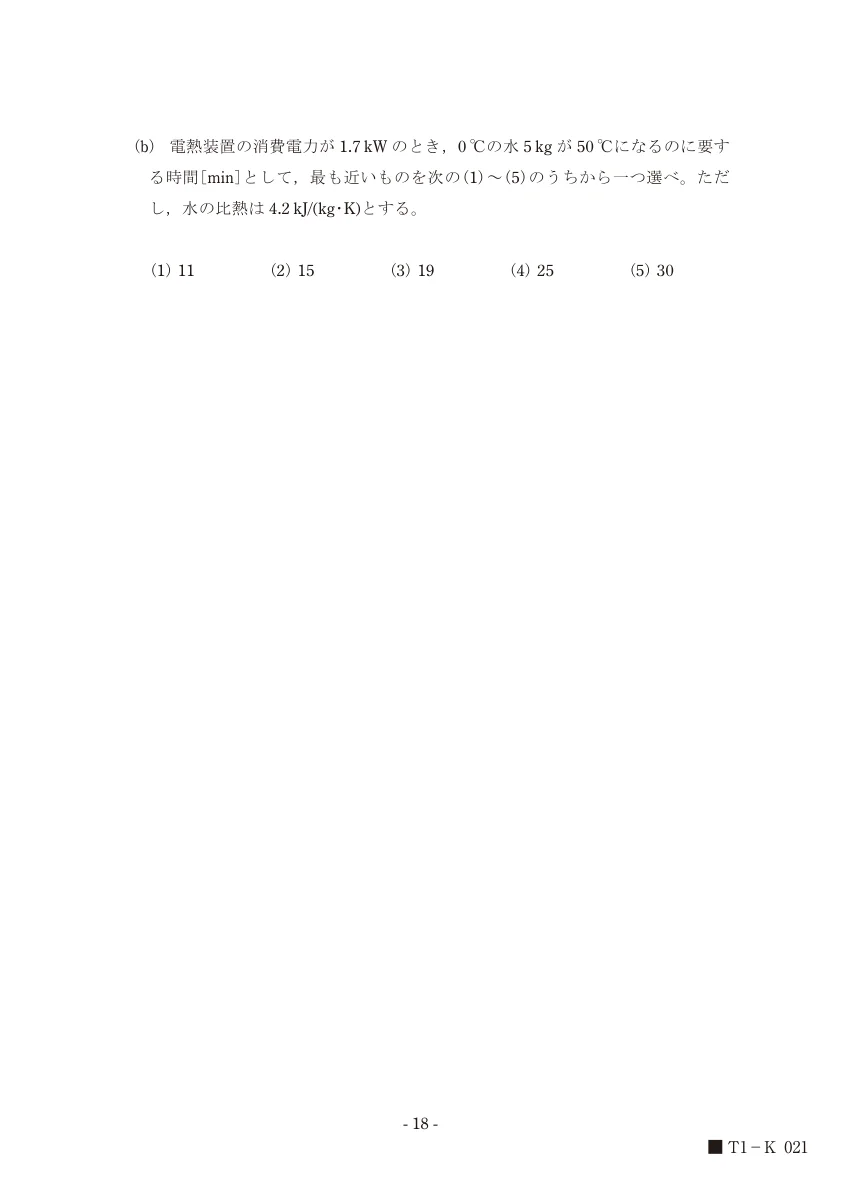 (b) 電熱装置の消費電力が 1.7 kW のとき，0 ℃の水 5 kg が 50 ℃になるのに要す
る時間[min]として，最も近いものを次の(1)～(5)のうちから一つ選べ。ただ
し，水の比熱は 4.2 kJ/(kg･K)とする。
(1) 11 (2) 15 (3) 19 (4) 25 (5) 30
- 18 -
■ T1－K 021